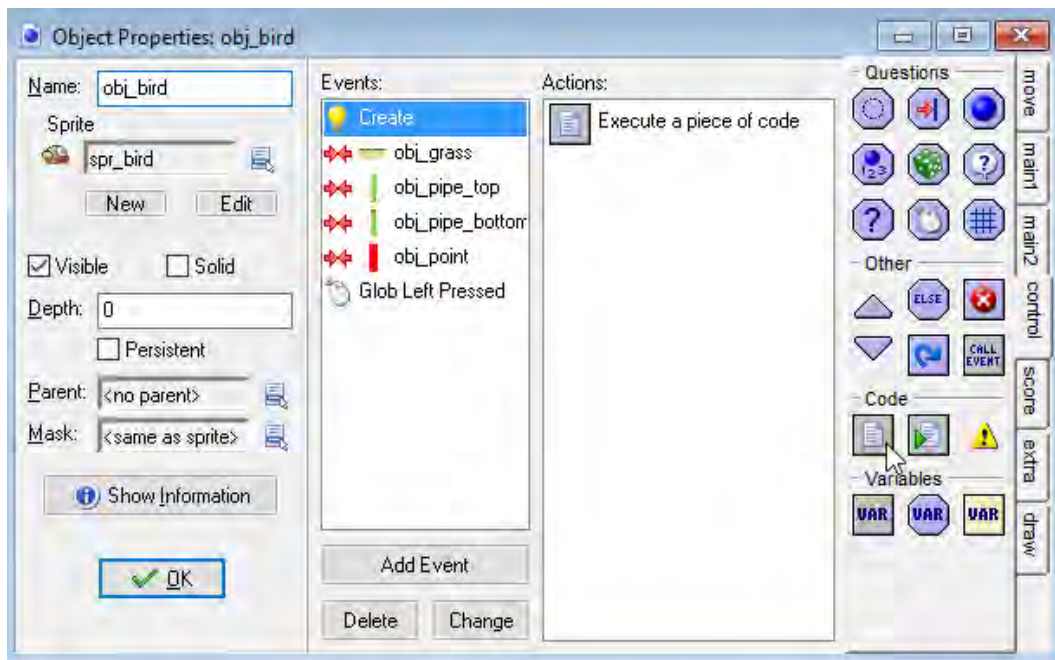 Object Properties: obj_bird
Name: obj_bird
Sprite
spr_bird
New Edit
Visible Solid
Depth: 0
Persistent
Parent: <no parent>
Mask: <same as sprite>
Show Information
OK
Events:
Create
obj_grass
obj_pipe_top
obj_pipe_bottom
obj_point
Glob Left Pressed
Add Event
Delete Change
Actions:
Execute a piece of code
Questions
123
?
?
Other
ELSE
CALL
EVENT
Code
Variables
VAR VAR VAR
move
main1
main2
control
score
extra
draw